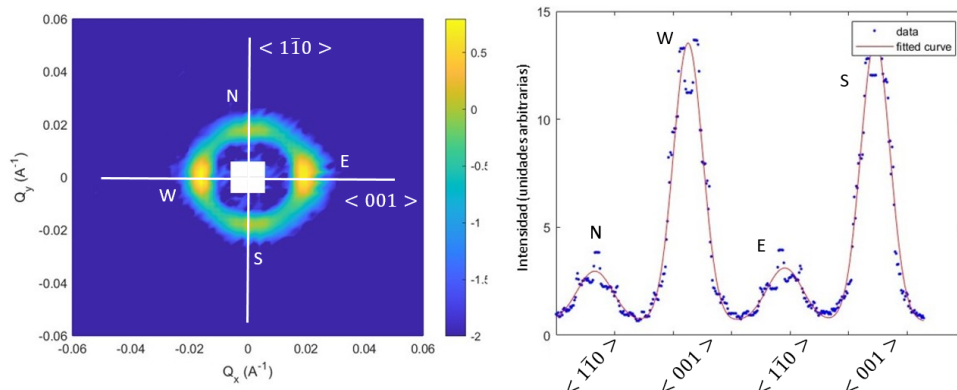 0.06
0.04
0.02
0
-0.02
-0.04
-0.06
Q_y (A^-1)
-0.06
-0.04
-0.02
0
0.02
0.04
0.06
Q_x (A^-1)
< 11̅0 >
N
E
W
< 001 >
S
0.5
0
-0.5
-1
-1.5
-2
15
10
5
0
Intensidad (unidades arbitrarias)
W
S
N
E
data
fitted curve
< 11̅0 >
< 001 >
< 11̅0 >
< 001 >